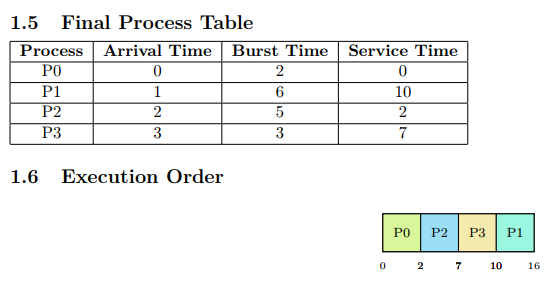 1.5 Final Process Table
Process Arrival Time Burst Time Service Time
P0 0 2 0
P1 1 6 10
P2 2 5 2
P3 3 3 7
1.6 Execution Order
P0 P2 P3 P1
0 2 7 10 16